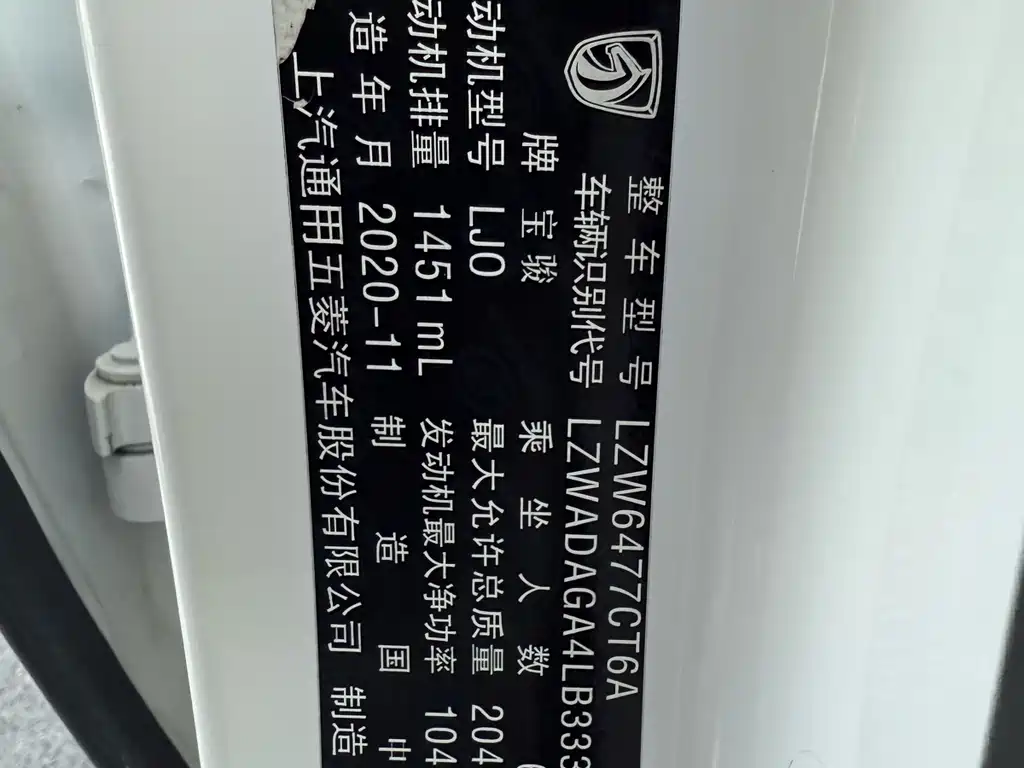 整车型号 LZW6477CT6A
车辆识别代号 LZWADAGA4LB333
牌 宝骏 乘坐人数
动机型号 LJO 最大允许总质量 204
动机排量 1451mL 发动机最大净功率 104
造年月 2020-11 制造国 中
上汽通用五菱汽车股份有限公司 制造